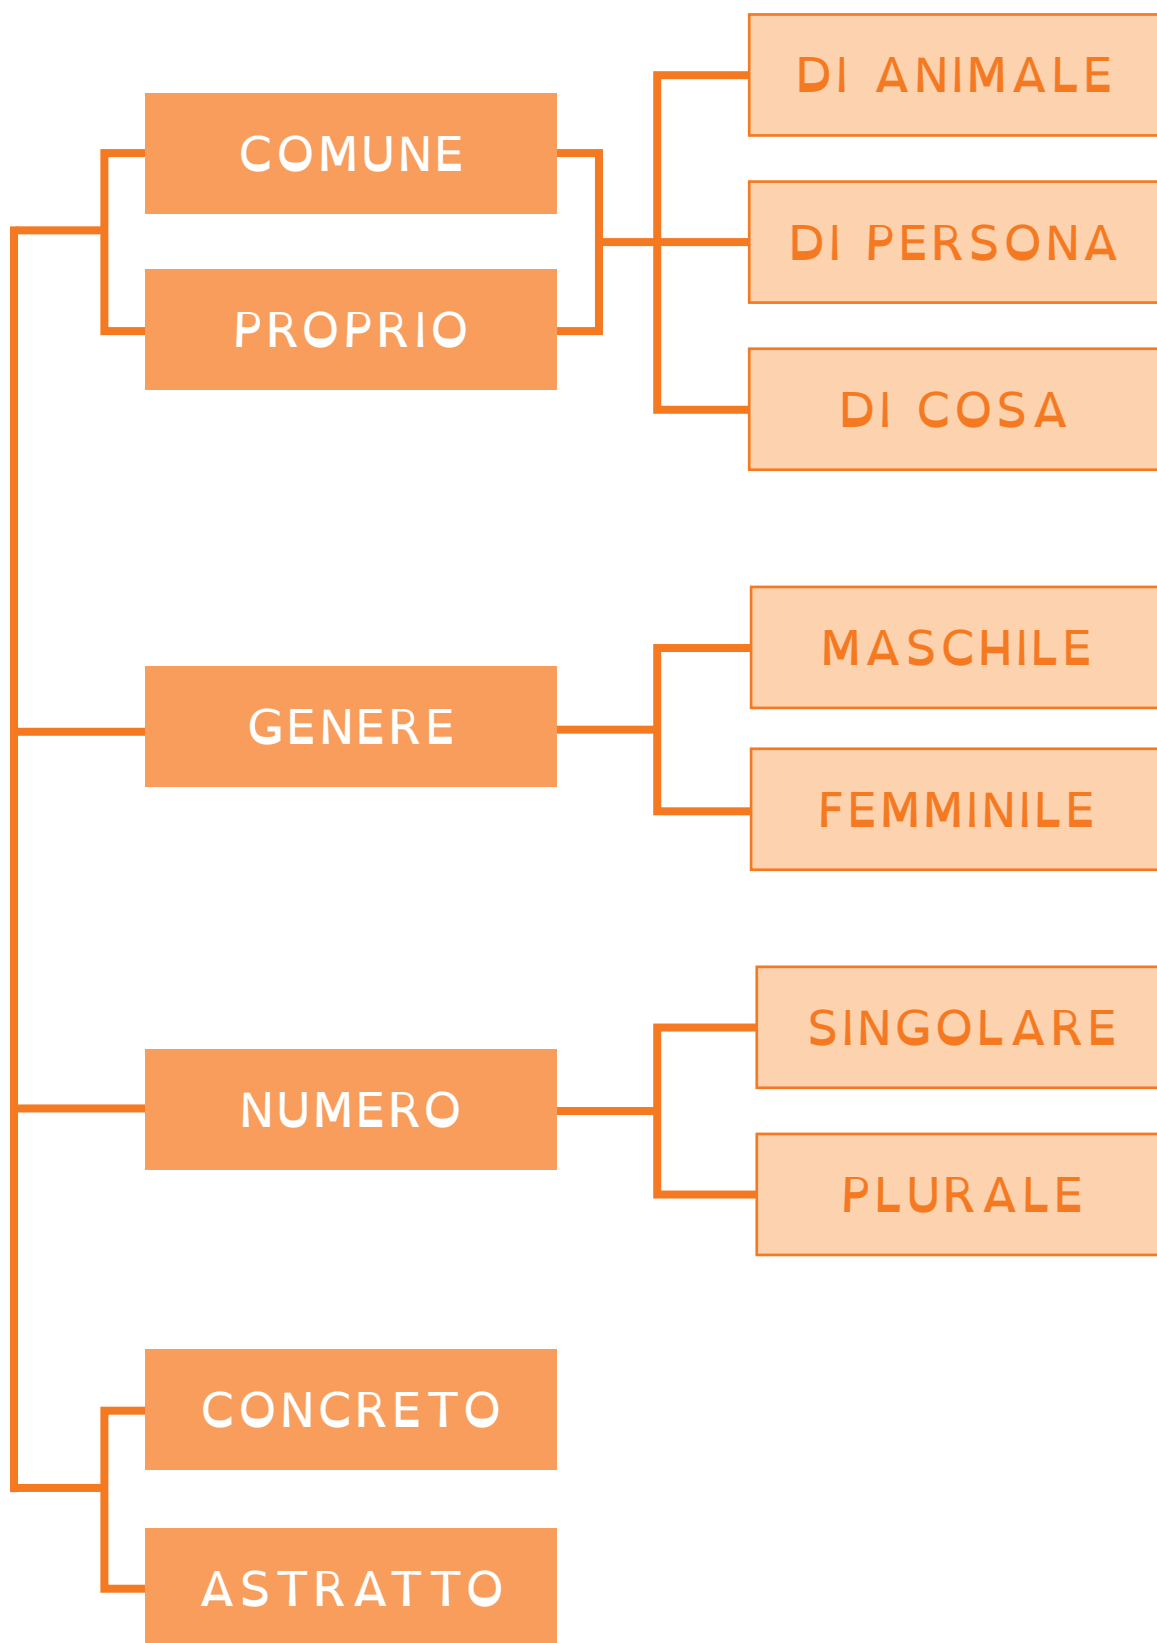 COMUNE
PROPRIO
DI ANIMALE
DI PERSONA
DI COSA
GENERE
MASCHILE
FEMMINILE
NUMERO
SINGOLARE
PLURALE
CONCRETO
ASTRATTO